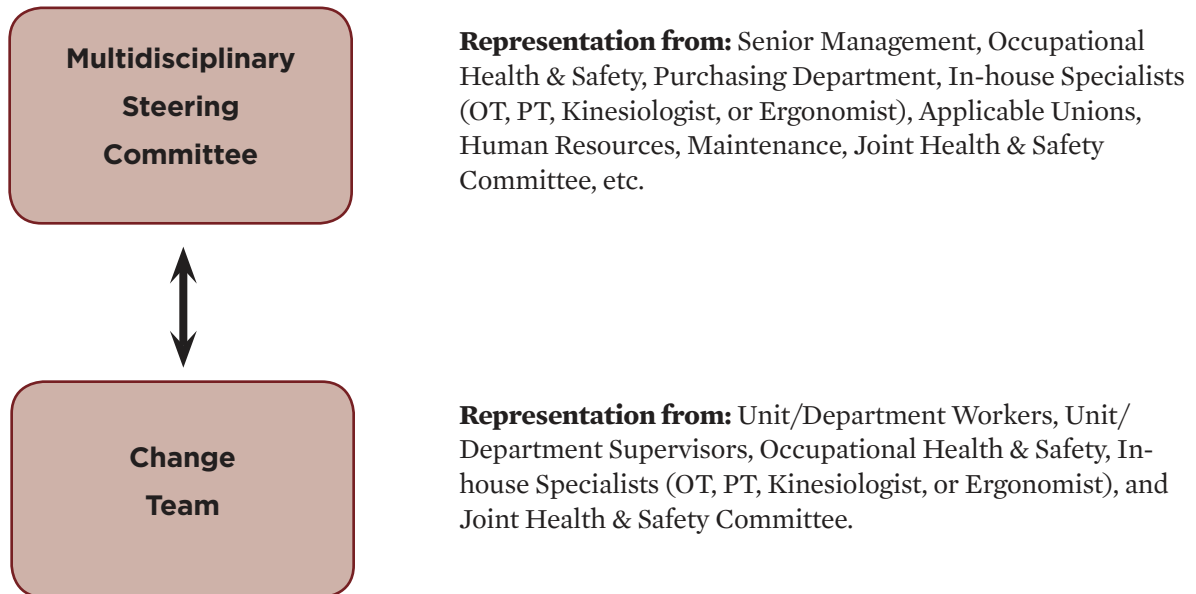 Multidisciplinary
Steering
Committee
Representation from: Senior Management, Occupational
Health & Safety, Purchasing Department, In-house Specialists
(OT, PT, Kinesiologist, or Ergonomist), Applicable Unions,
Human Resources, Maintenance, Joint Health & Safety
Committee, etc.
Change
Team
Representation from: Unit/Department Workers, Unit/
Department Supervisors, Occupational Health & Safety, In-
house Specialists (OT, PT, Kinesiologist, or Ergonomist), and
Joint Health & Safety Committee.